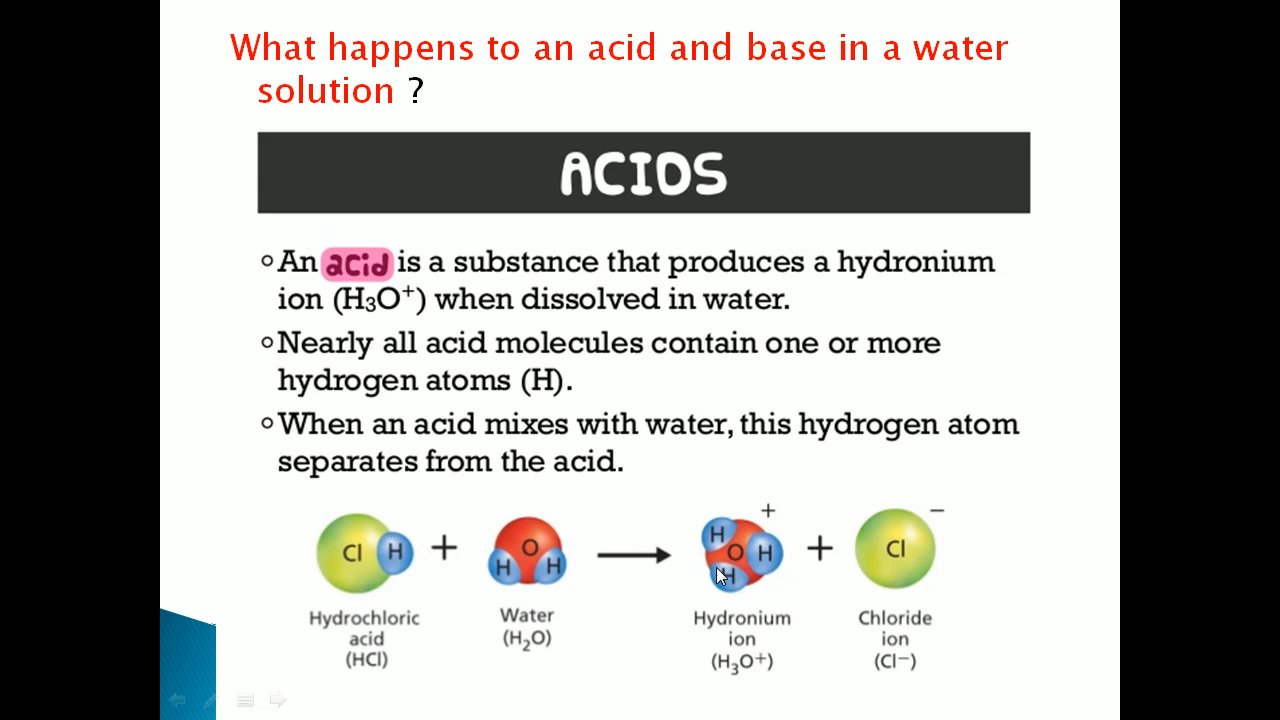 What happens to an acid and base in a water
solution ?
ACIDS
◦ An acid is a substance that produces a hydronium
ion (H₃O⁺) when dissolved in water.
◦ Nearly all acid molecules contain one or more
hydrogen atoms (H).
◦ When an acid mixes with water, this hydrogen atom
separates from the acid.
Cl H + O H H → H O H H + + Cl −
Hydrochloric
acid
(HCl)
Water
(H₂O)
Hydronium
ion
(H₃O⁺)
Chloride
ion
(Cl⁻)